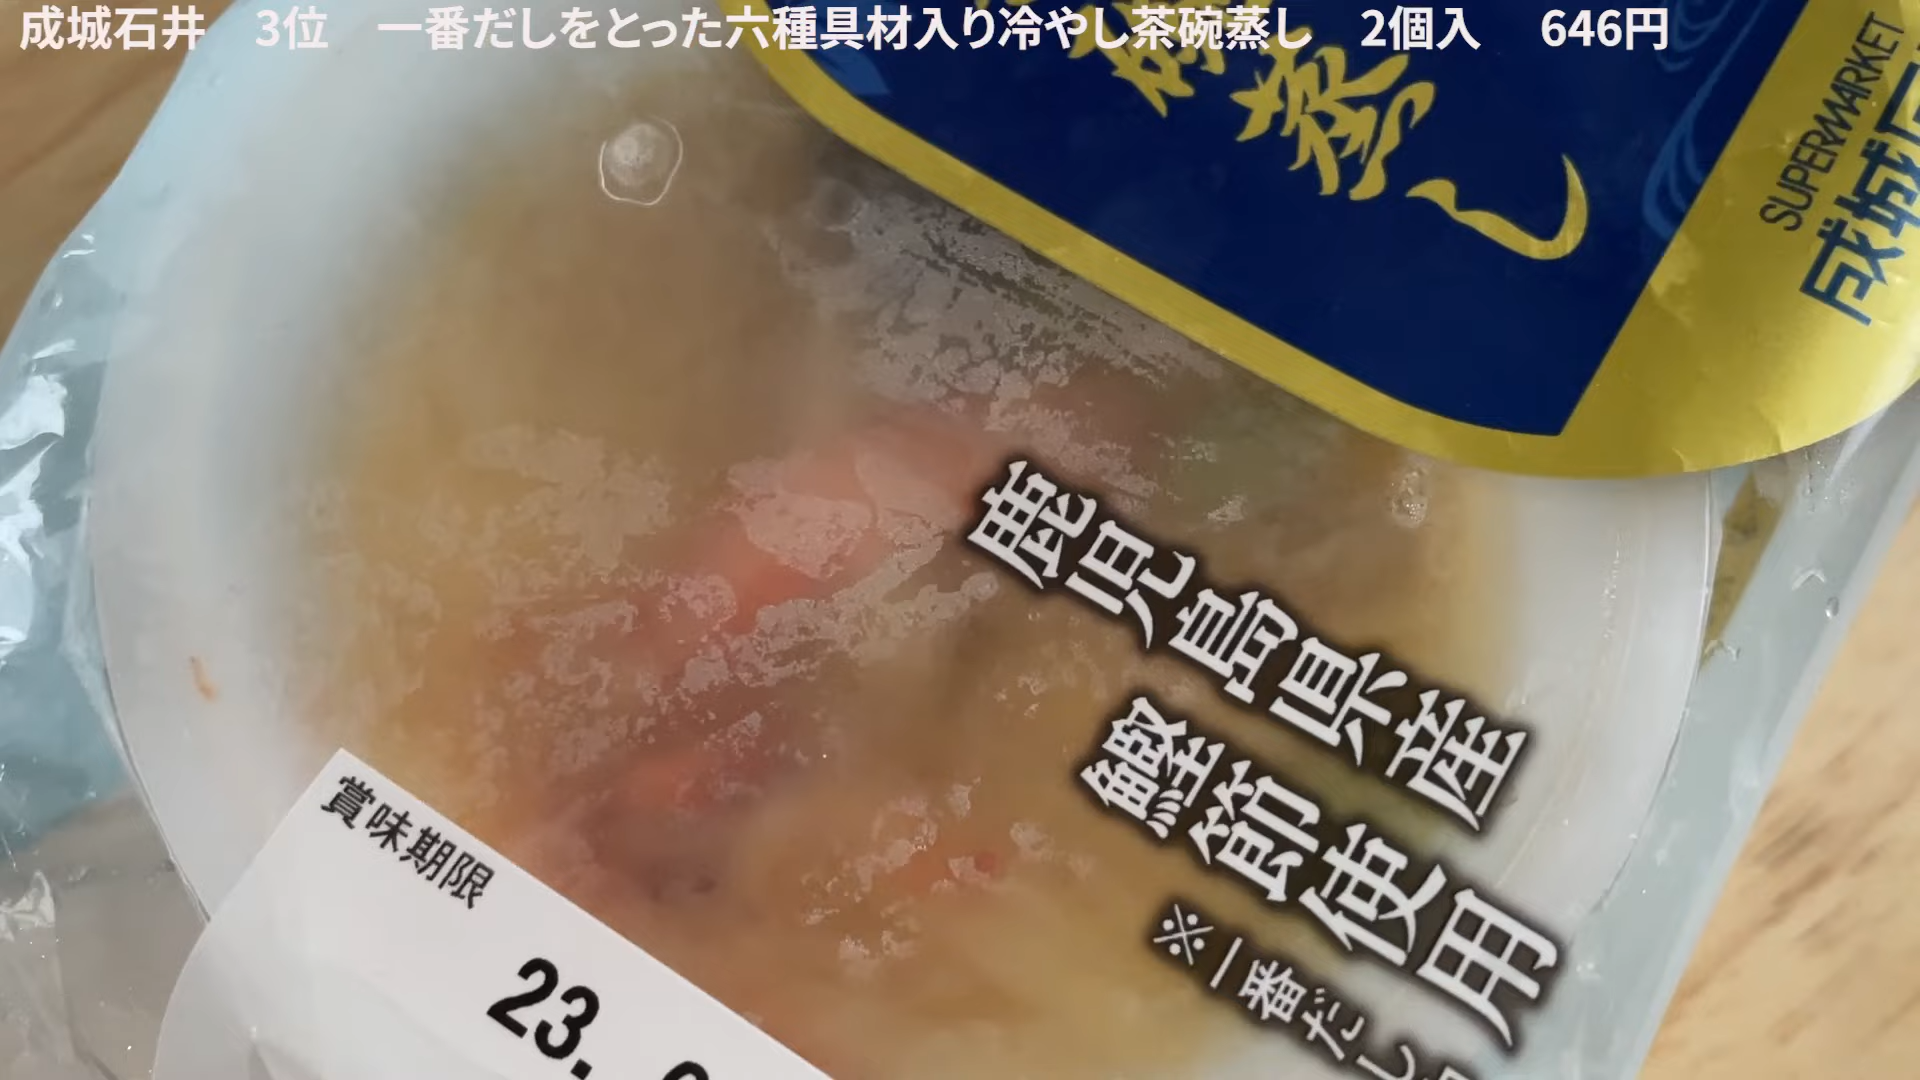 成城石井　3位　一番だしをとった六種具材入り冷やし茶碗蒸し　2個入　646円
蒸し
SUPERMARKET
成城
鹿児島県産
鰹節使用
※一番だし
賞味期限
23.